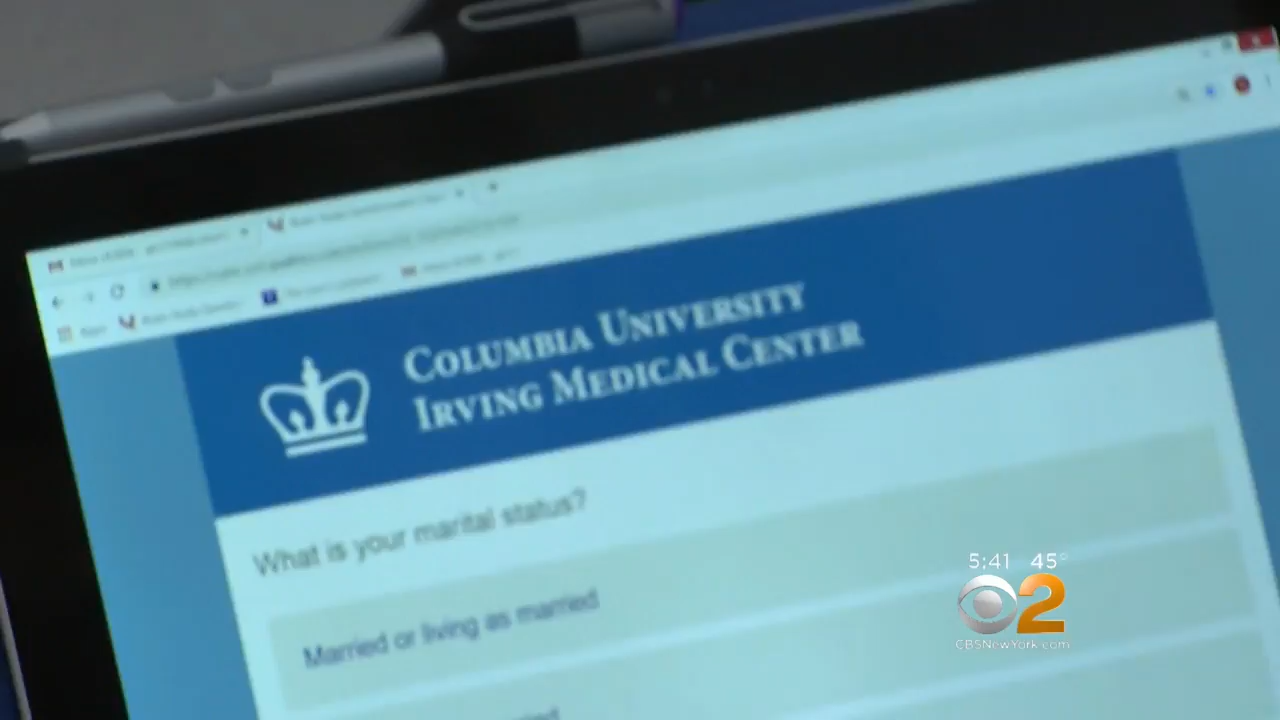 COLUMBIA UNIVERSITY
IRVING MEDICAL CENTER
What is your marital status?
Married or living as married
5:41 45°
2
CBSNewYork.com